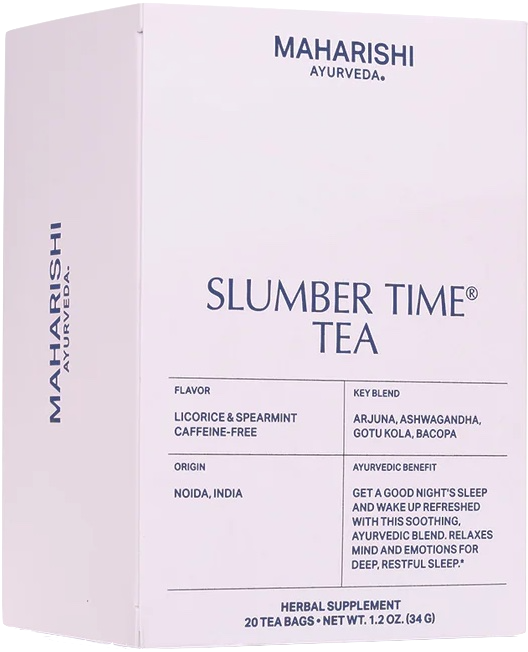 MAHARISHI
AYURVEDA.
MAHARISHI
AYURVEDA.
SLUMBER TIME®
TEA
FLAVOR
LICORICE & SPEARMINT
CAFFEINE-FREE
KEY BLEND
ARJUNA, ASHWAGANDHA,
GOTU KOLA, BACOPA
ORIGIN
NOIDA, INDIA
AYURVEDIC BENEFIT
GET A GOOD NIGHT'S SLEEP
AND WAKE UP REFRESHED
WITH THIS SOOTHING,
AYURVEDIC BLEND. RELAXES
MIND AND EMOTIONS FOR
DEEP, RESTFUL SLEEP.*
HERBAL SUPPLEMENT
20 TEA BAGS • NET WT. 1.2 OZ. (34 G)